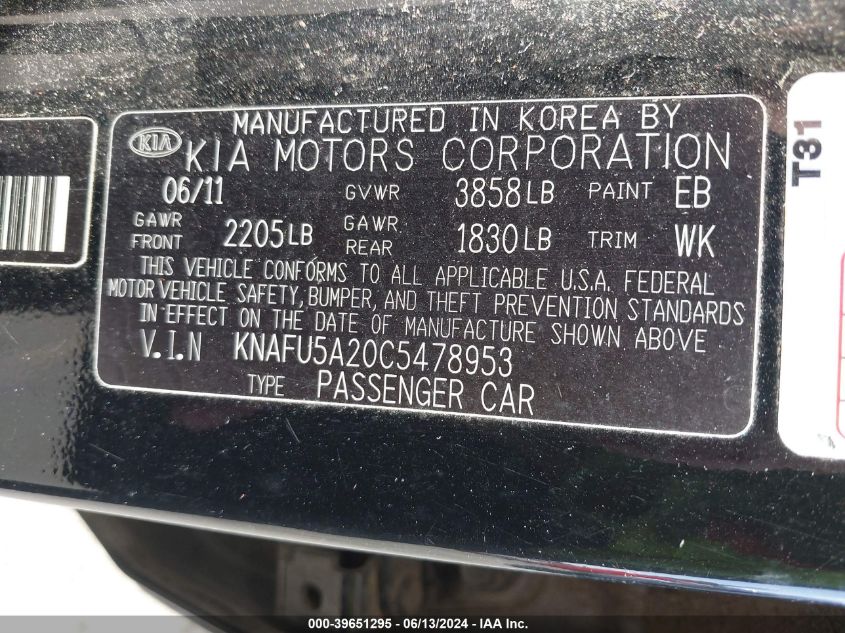 MANUFACTURED IN KOREA BY
KIA KIA MOTORS CORPORATION
06/11 GVWR 3858LB PAINT EB
GAWR FRONT 2205LB GAWR REAR 1830LB TRIM WK
THIS VEHICLE CONFORMS TO ALL APPLICABLE U.S.A. FEDERAL
MOTOR VEHICLE SAFETY, BUMPER, AND THEFT PREVENTION STANDARDS
IN EFFECT ON THE DATE OF MANUFACTURE SHOWN ABOVE
V.I.N KNAFU5A20C5478953
TYPE PASSENGER CAR
T31
000-39651295 - 06/13/2024 - IAA Inc.